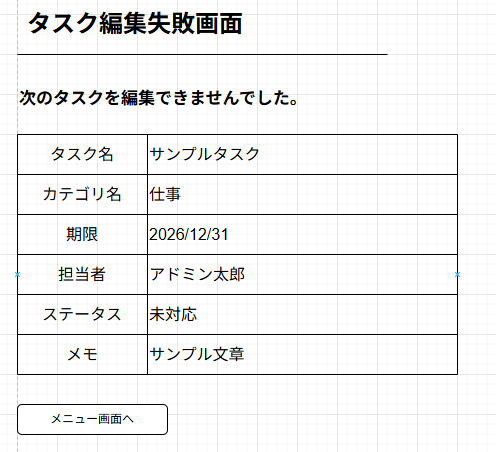 タスク編集失敗画面
次のタスクを編集できませんでした。
タスク名 サンプルタスク
カテゴリ名 仕事
期限 2026/12/31
担当者 アドミン太郎
ステータス 未対応
メモ サンプル文章
メニュー画面へ